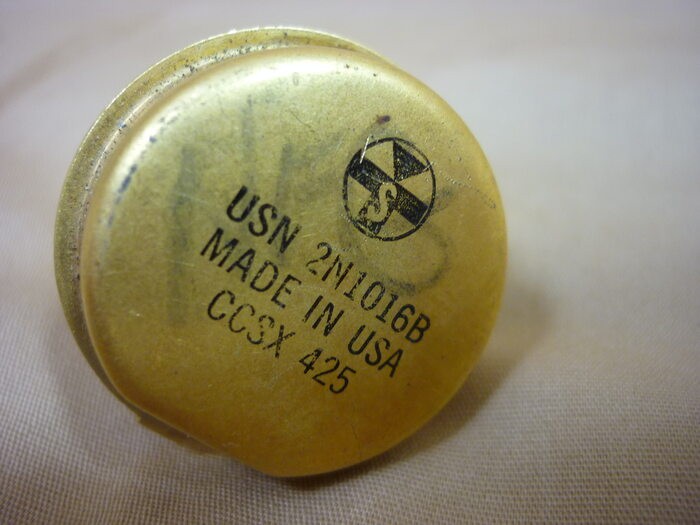 S
USN 2N1016B
MADE IN USA
CCSX 425